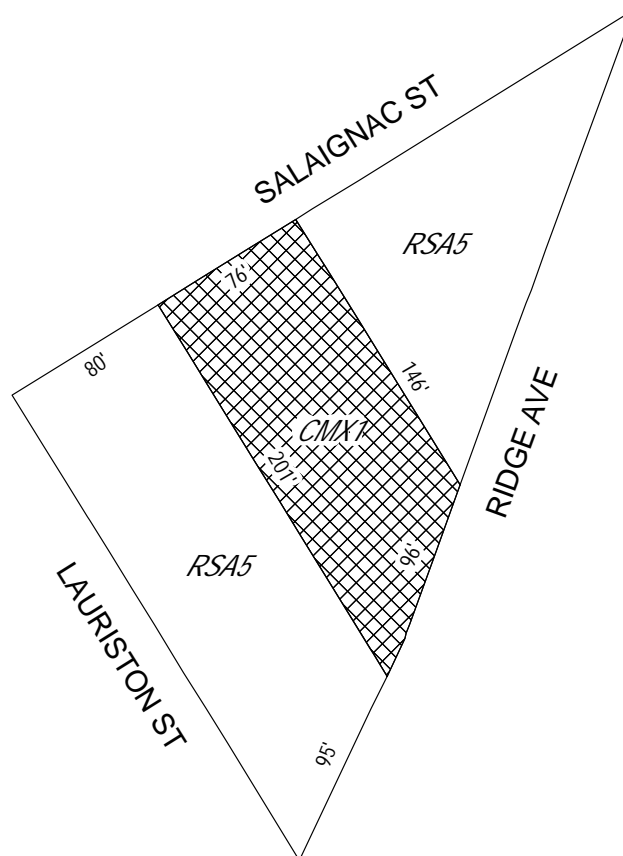 SALAIGNAC ST
RSA5
76'
80'
146'
CMX1
201'
RIDGE AVE
96'
RSA5
LAURISTON ST
95'